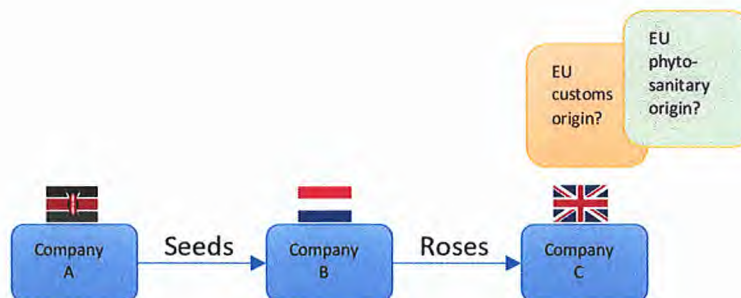 EU
customs
origin?
EU
phyto-
sanitary
origin?
Company
A
Seeds
Company
B
Roses
Company
C